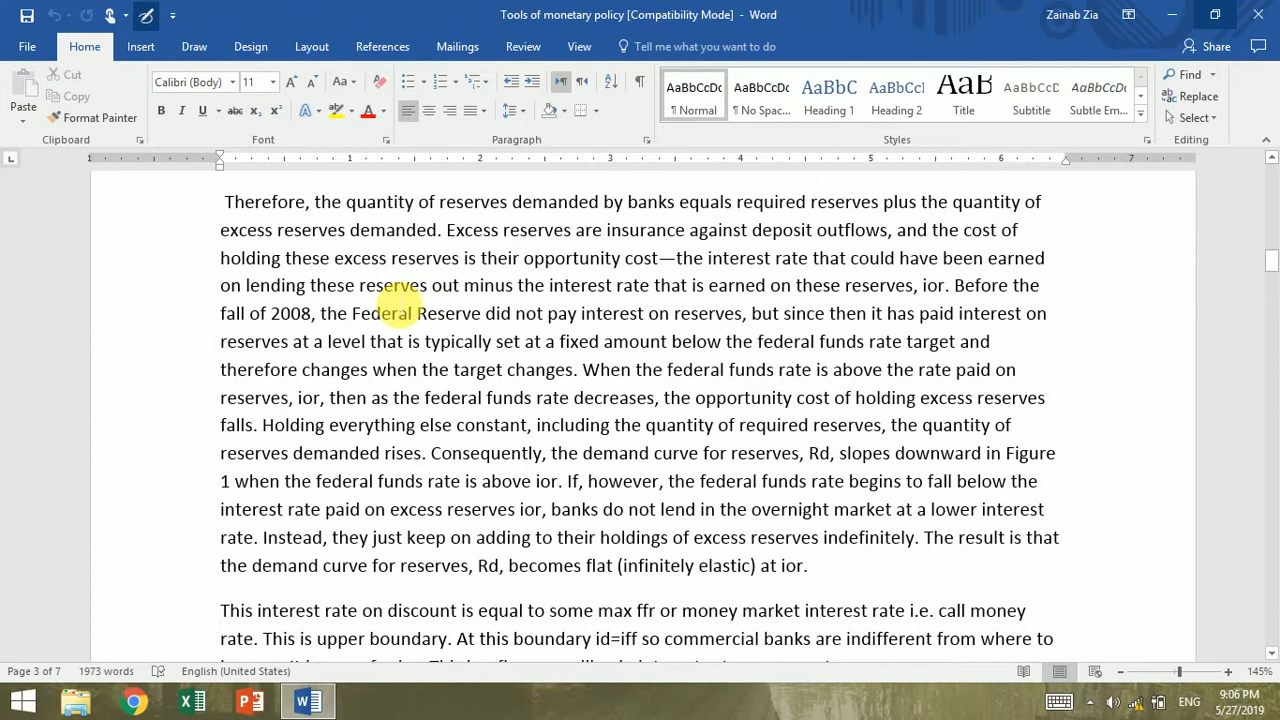 Tools of monetary policy [Compatibility Mode] - Word
Zainab Zia
File Home Insert Draw Design Layout References Mailings Review View Tell me what you want to do Share
Paste
Cut
Copy
Format Painter
Clipboard
Calibri (Body) 11
Font
Paragraph
AaBbCcDc AaBbCcDc AaBbC AaBbCcl AaB AaBbCcD AaBbCcDc
¶ Normal ¶ No Spac... Heading 1 Heading 2 Title Subtitle Subtle Em...
Styles
Find
Replace
Select
Editing
1 1 2 3 4 5 6 7
Therefore, the quantity of reserves demanded by banks equals required reserves plus the quantity of
excess reserves demanded. Excess reserves are insurance against deposit outflows, and the cost of
holding these excess reserves is their opportunity cost—the interest rate that could have been earned
on lending these reserves out minus the interest rate that is earned on these reserves, ior. Before the
fall of 2008, the Federal Reserve did not pay interest on reserves, but since then it has paid interest on
reserves at a level that is typically set at a fixed amount below the federal funds rate target and
therefore changes when the target changes. When the federal funds rate is above the rate paid on
reserves, ior, then as the federal funds rate decreases, the opportunity cost of holding excess reserves
falls. Holding everything else constant, including the quantity of required reserves, the quantity of
reserves demanded rises. Consequently, the demand curve for reserves, Rd, slopes downward in Figure
1 when the federal funds rate is above ior. If, however, the federal funds rate begins to fall below the
interest rate paid on excess reserves ior, banks do not lend in the overnight market at a lower interest
rate. Instead, they just keep on adding to their holdings of excess reserves indefinitely. The result is that
the demand curve for reserves, Rd, becomes flat (infinitely elastic) at ior.
This interest rate on discount is equal to some max ffr or money market interest rate i.e. call money
rate. This is upper boundary. At this boundary id=iff so commercial banks are indifferent from where to
Page 3 of 7 1973 words English (United States) 145%
ENG
9:06 PM
5/27/2019